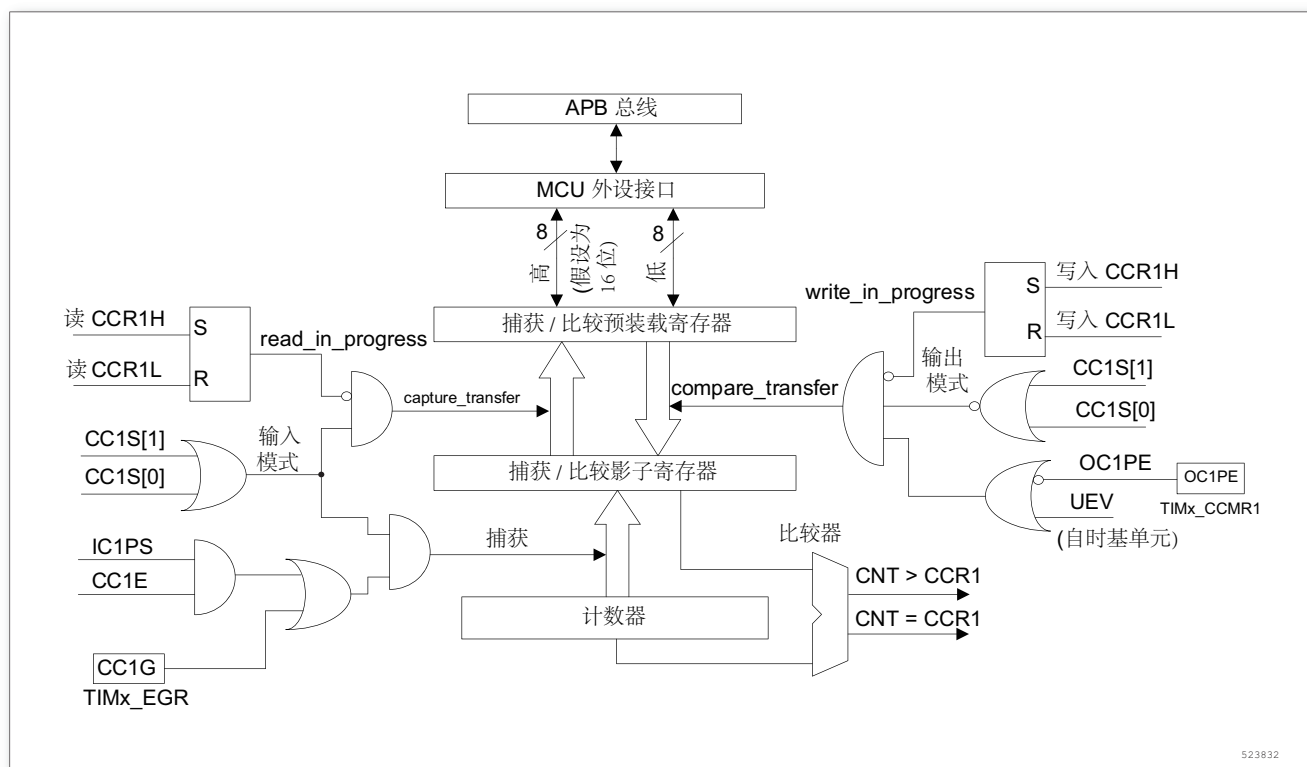 APB 总线
MCU 外设接口
8
8
高
(假设为
16 位)
低
写入 CCR1H
write_in_progress
S
读 CCR1H
S
捕获 / 比较预装载寄存器
R
写入 CCR1L
read_in_progress
读 CCR1L
R
输出
模式
CC1S[1]
capture_transfer
compare_transfer
CC1S[0]
CC1S[1]
输入
模式
CC1S[0]
捕获 / 比较影子寄存器
OC1PE
OC1PE
UEV
TIMx_CCMR1
(自时基单元)
IC1PS
捕获
比较器
CC1E
CNT > CCR1
计数器
CNT = CCR1
CC1G
TIMx_EGR
523832